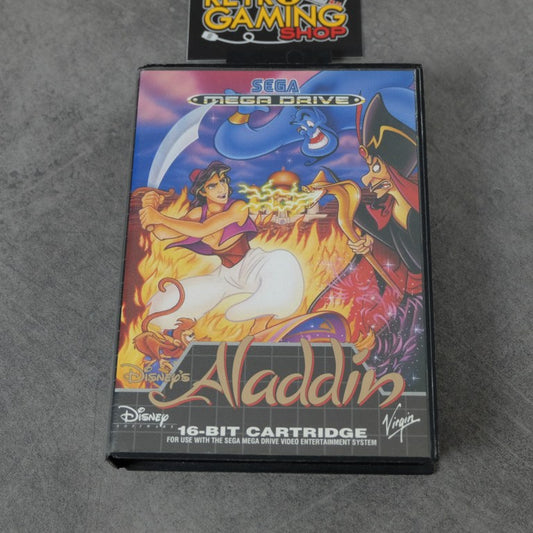 RETRO
GAMING
SHOP
SEGA
MEGA DRIVE
DISNEY'S
Aladdin
DISNEY
SOFTWARE
16-BIT CARTRIDGE
FOR USE WITH THE SEGA MEGA DRIVE VIDEO ENTERTAINMENT SYSTEM
Virgin